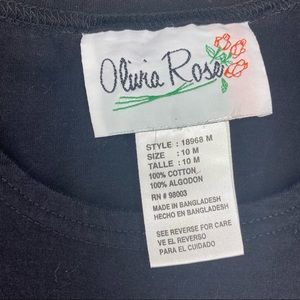 Olivia Rose
STYLE : 18968 M
SIZE : 10 M
TALLE : 10 M
100% COTTON
100% ALGODON
RN # 98003
MADE IN BANGLADESH
HECHO EN BANGLADESH
SEE REVERSE FOR CARE
VE EL REVERSO
PARA EL CUIDADO